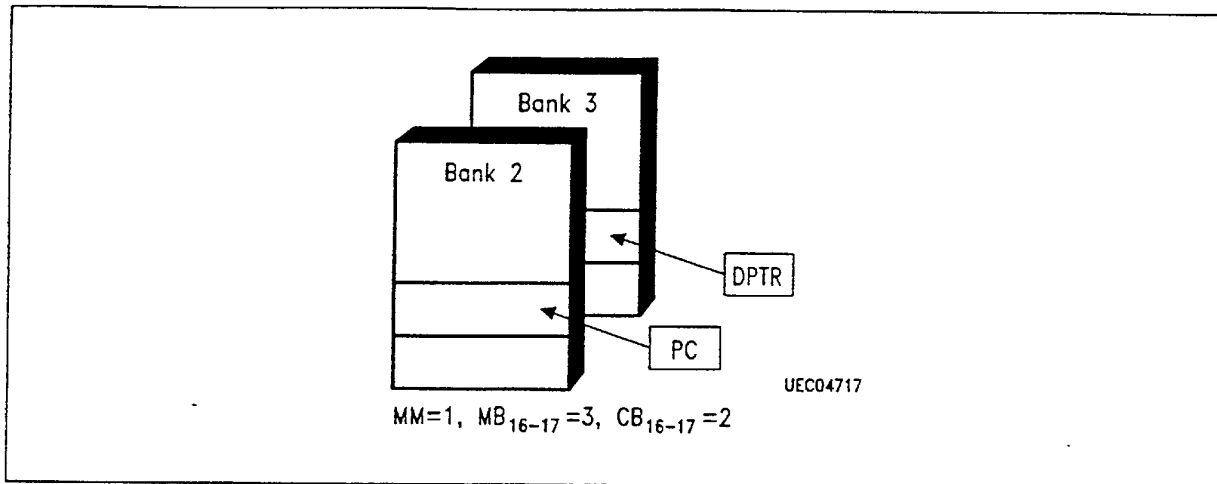 Bank 3
Bank 2
DPTR
PC
UEC04717
MM=1, MB16-17=3, CB16-17=2